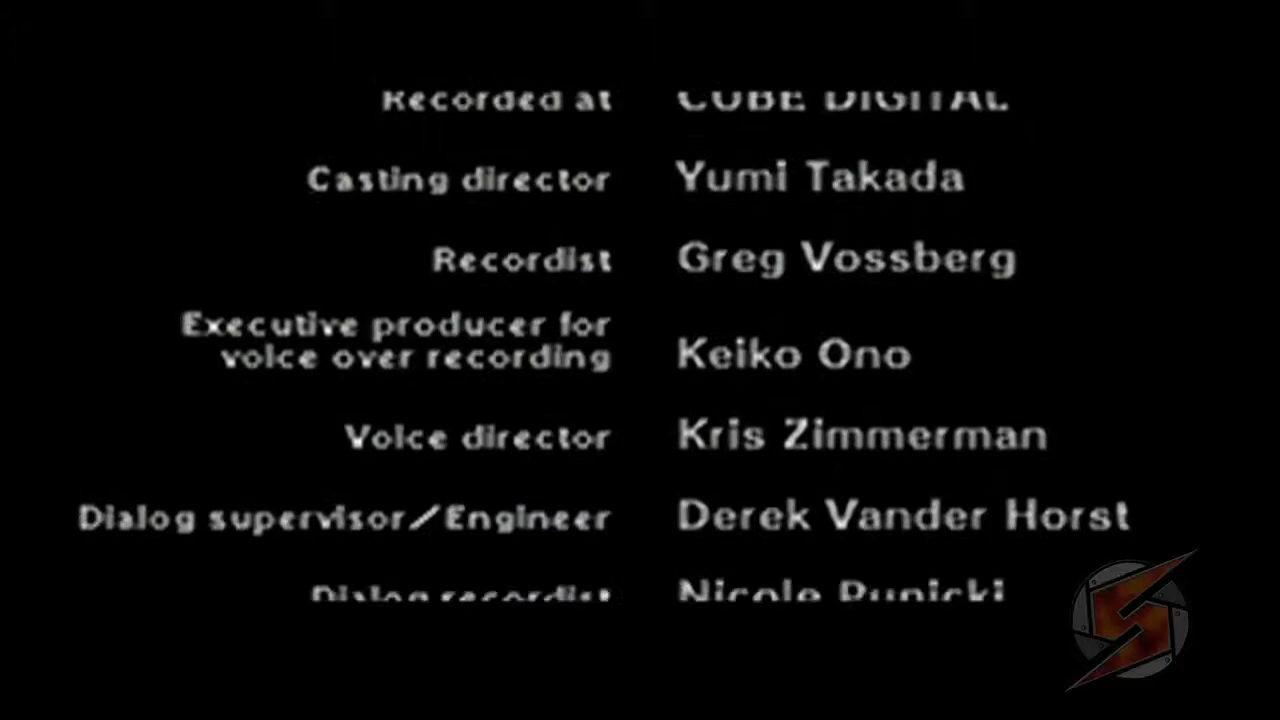 Recorded at CUBE DIGITAL
Casting director Yumi Takada
Recordist Greg Vossberg
Executive producer for
voice over recording Keiko Ono
Voice director Kris Zimmerman
Dialog supervisor/Engineer Derek Vander Horst
Dialog recordist Nicole